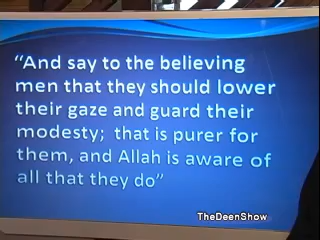 “And say to the believing
men that they should lower
their gaze and guard their
modesty; that is purer for
them, and Allah is aware of
all that they do”
TheDeenShow